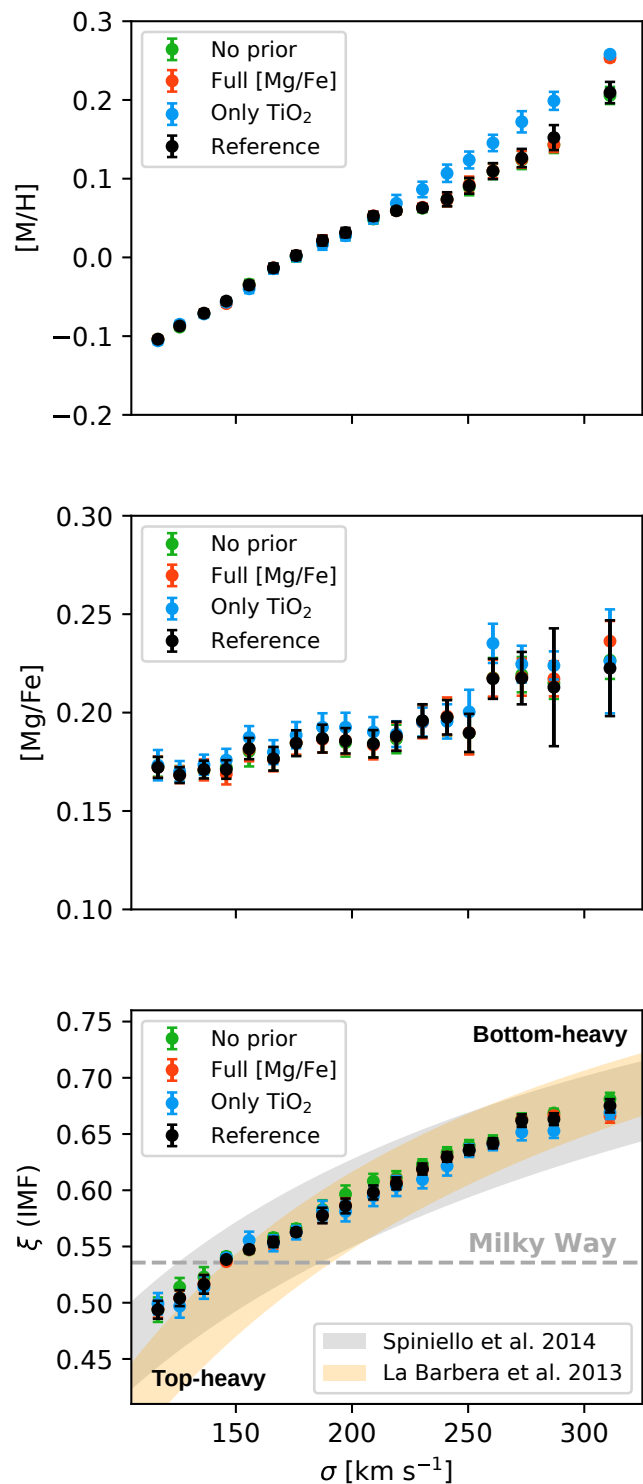 0.3
0.2
0.1
0.0
−0.1
−0.2
[M/H]
No prior
Full [Mg/Fe]
Only TiO₂
Reference
0.30
0.25
0.20
0.15
0.10
[Mg/Fe]
No prior
Full [Mg/Fe]
Only TiO₂
Reference
0.75
0.70
0.65
0.60
0.55
0.50
0.45
ξ (IMF)
No prior
Full [Mg/Fe]
Only TiO₂
Reference
Bottom-heavy
Milky Way
Top-heavy
Spiniello et al. 2014
La Barbera et al. 2013
150 200 250 300
σ [km s⁻¹]